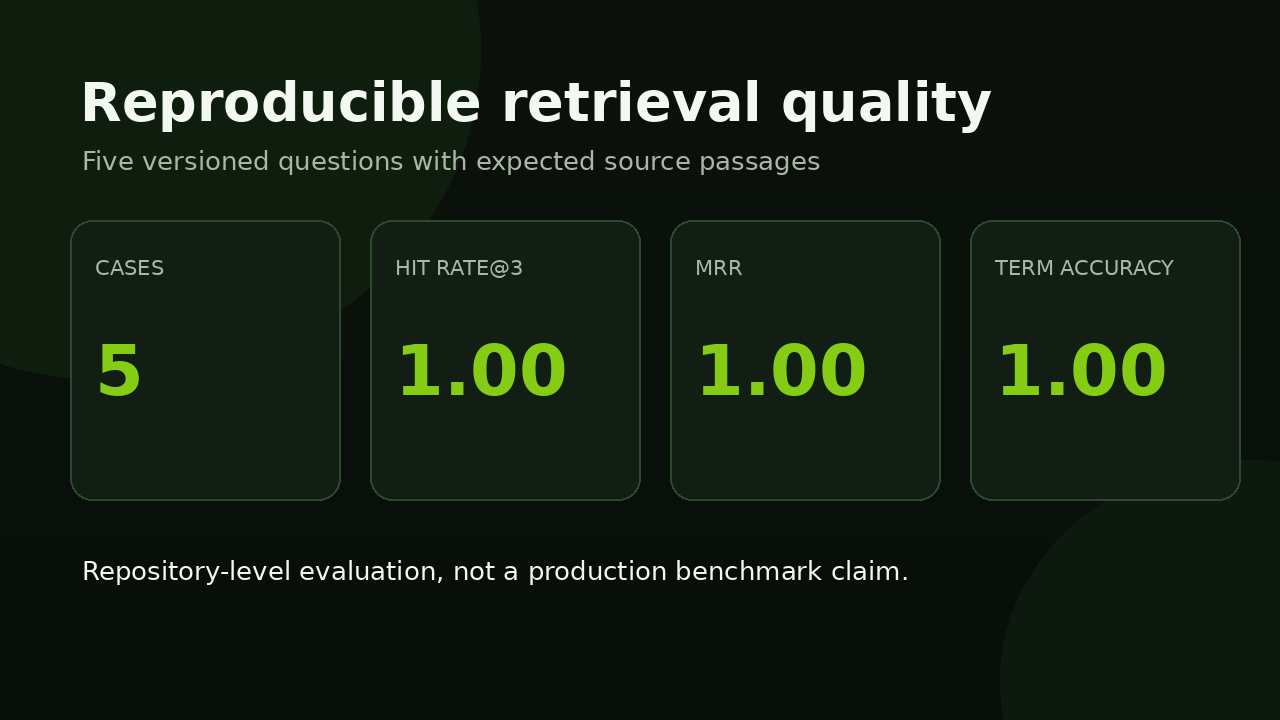 Reproducible retrieval quality
Five versioned questions with expected source passages
CASES
5
HIT RATE@3
1.00
MRR
1.00
TERM ACCURACY
1.00
Repository-level evaluation, not a production benchmark claim.